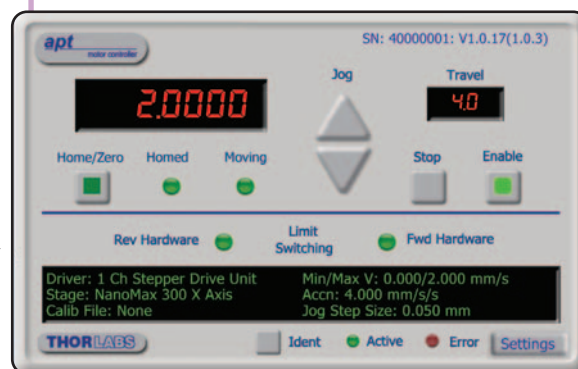 apt
motor controller
SN: 40000001: V1.0.17(1.0.3)
Jog
Travel
2.0000
4.0
Home/Zero Homed Moving
Stop Enable
Rev Hardware
Limit
Switching
Fwd Hardware
Driver: 1 Ch Stepper Drive Unit
Stage: NanoMax 300 X Axis
Calib File: None
Min/Max V: 0.000/2.000 mm/s
Accn: 4.000 mm/s/s
Jog Step Size: 0.050 mm
THORLABS
Ident Active Error Settings